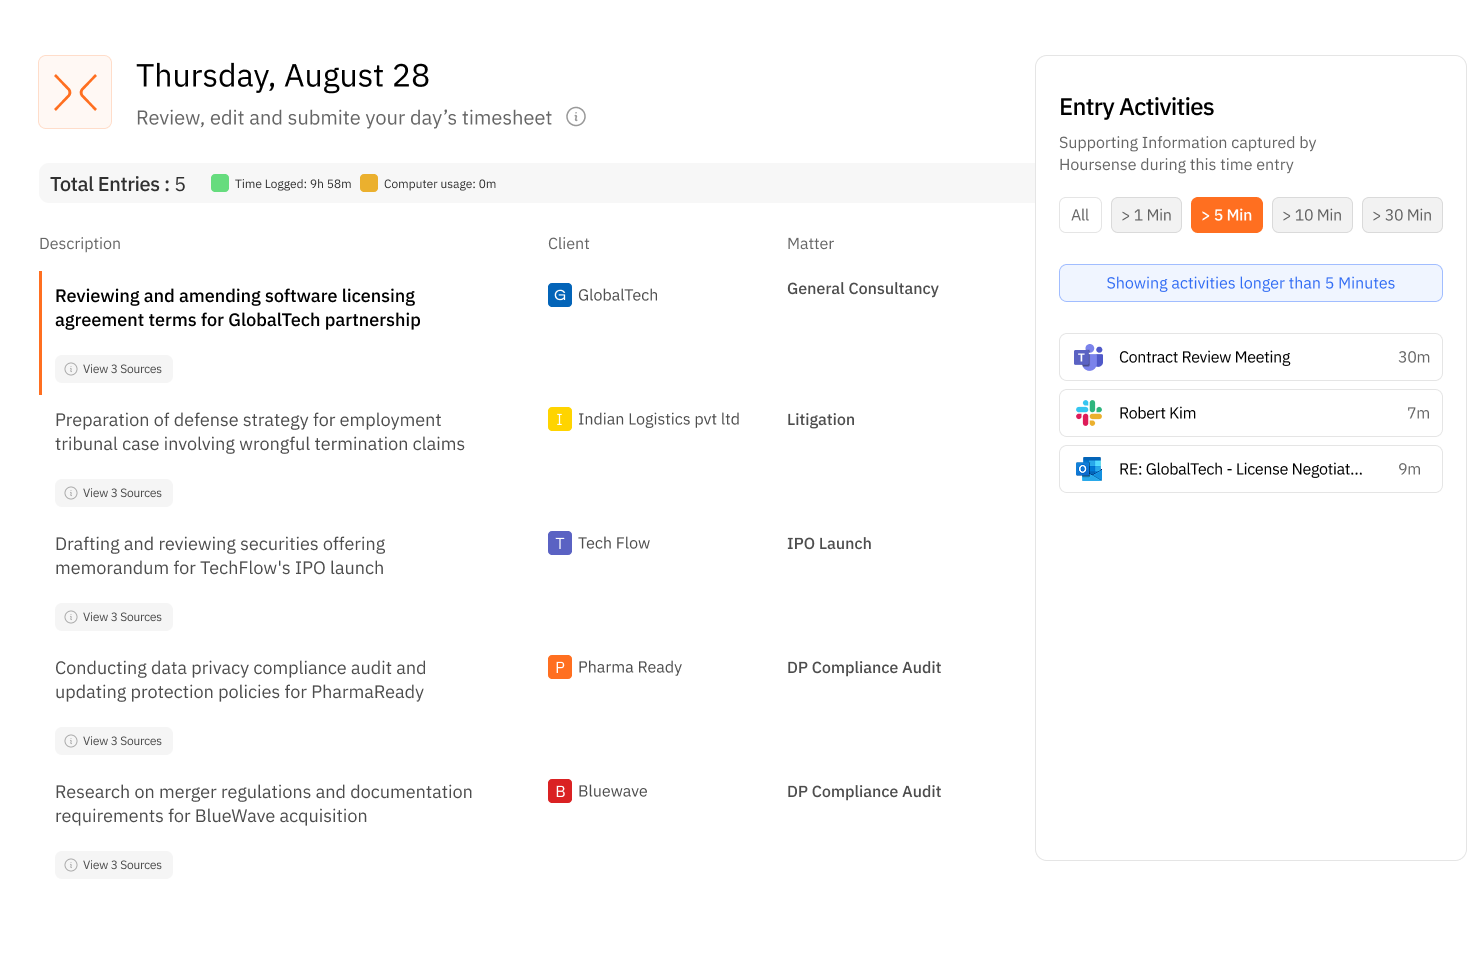 Thursday, August 28
Review, edit and submite your day’s timesheet
Total Entries : 5
Time Logged: 9h 58m
Computer usage: 0m
Description
Client
Matter
Reviewing and amending software licensing
agreement terms for GlobalTech partnership
View 3 Sources
G
GlobalTech
General Consultancy
Preparation of defense strategy for employment
tribunal case involving wrongful termination claims
View 3 Sources
I
Indian Logistics pvt ltd
Litigation
Drafting and reviewing securities offering
memorandum for TechFlow's IPO launch
View 3 Sources
T
Tech Flow
IPO Launch
Conducting data privacy compliance audit and
updating protection policies for PharmaReady
View 3 Sources
P
Pharma Ready
DP Compliance Audit
Research on merger regulations and documentation
requirements for BlueWave acquisition
View 3 Sources
B
Bluewave
DP Compliance Audit
Entry Activities
Supporting Information captured by
Hoursense during this time entry
All
> 1 Min
> 5 Min
> 10 Min
> 30 Min
Showing activities longer than 5 Minutes
T
Contract Review Meeting
30m
Robert Kim
7m
O
RE: GlobalTech - License Negotiat...
9m